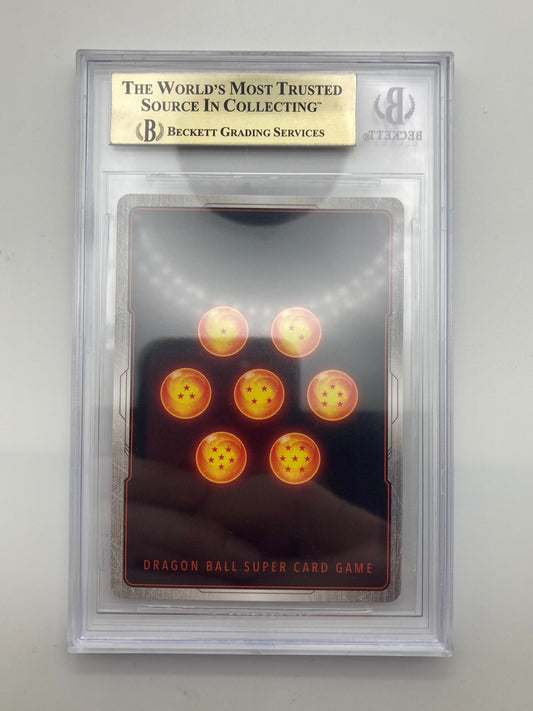 THE WORLD'S MOST TRUSTED
SOURCE IN COLLECTING™
B BECKETT GRADING SERVICES
B
BECKETT®
DRAGON BALL SUPER CARD GAME